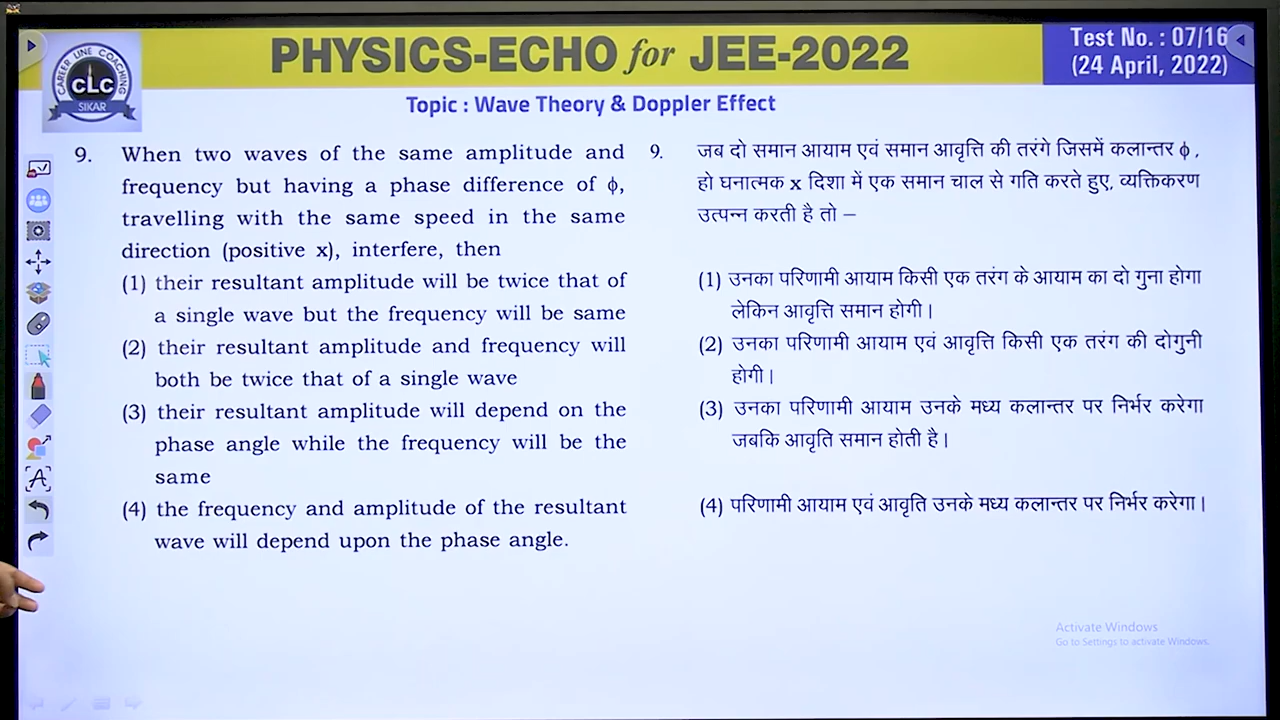 PHYSICS-ECHO for JEE-2022
Test No. : 07/16
(24 April, 2022)
CAREER LINE COACHING
CLC
SIKAR
Topic : Wave Theory & Doppler Effect
9. When two waves of the same amplitude and
frequency but having a phase difference of ϕ,
travelling with the same speed in the same
direction (positive x), interfere, then
(1) their resultant amplitude will be twice that of
a single wave but the frequency will be same
(2) their resultant amplitude and frequency will
both be twice that of a single wave
(3) their resultant amplitude will depend on the
phase angle while the frequency will be the
same
(4) the frequency and amplitude of the resultant
wave will depend upon the phase angle.
9. जब दो समान आयाम एवं समान आवृत्ति की तरंगे जिसमें कलान्तर ϕ ,
हो घनात्मक x दिशा में एक समान चाल से गति करते हुए, व्यक्तिकरण
उत्पन्न करती है तो –
(1) उनका परिणामी आयाम किसी एक तरंग के आयाम का दो गुना होगा
लेकिन आवृत्ति समान होगी।
(2) उनका परिणामी आयाम एवं आवृत्ति किसी एक तरंग की दोगुनी
होगी।
(3) उनका परिणामी आयाम उनके मध्य कलान्तर पर निर्भर करेगा
जबकि आवृति समान होती है।
(4) परिणामी आयाम एवं आवृति उनके मध्य कलान्तर पर निर्भर करेगा।
Activate Windows
Go to Settings to activate Windows.